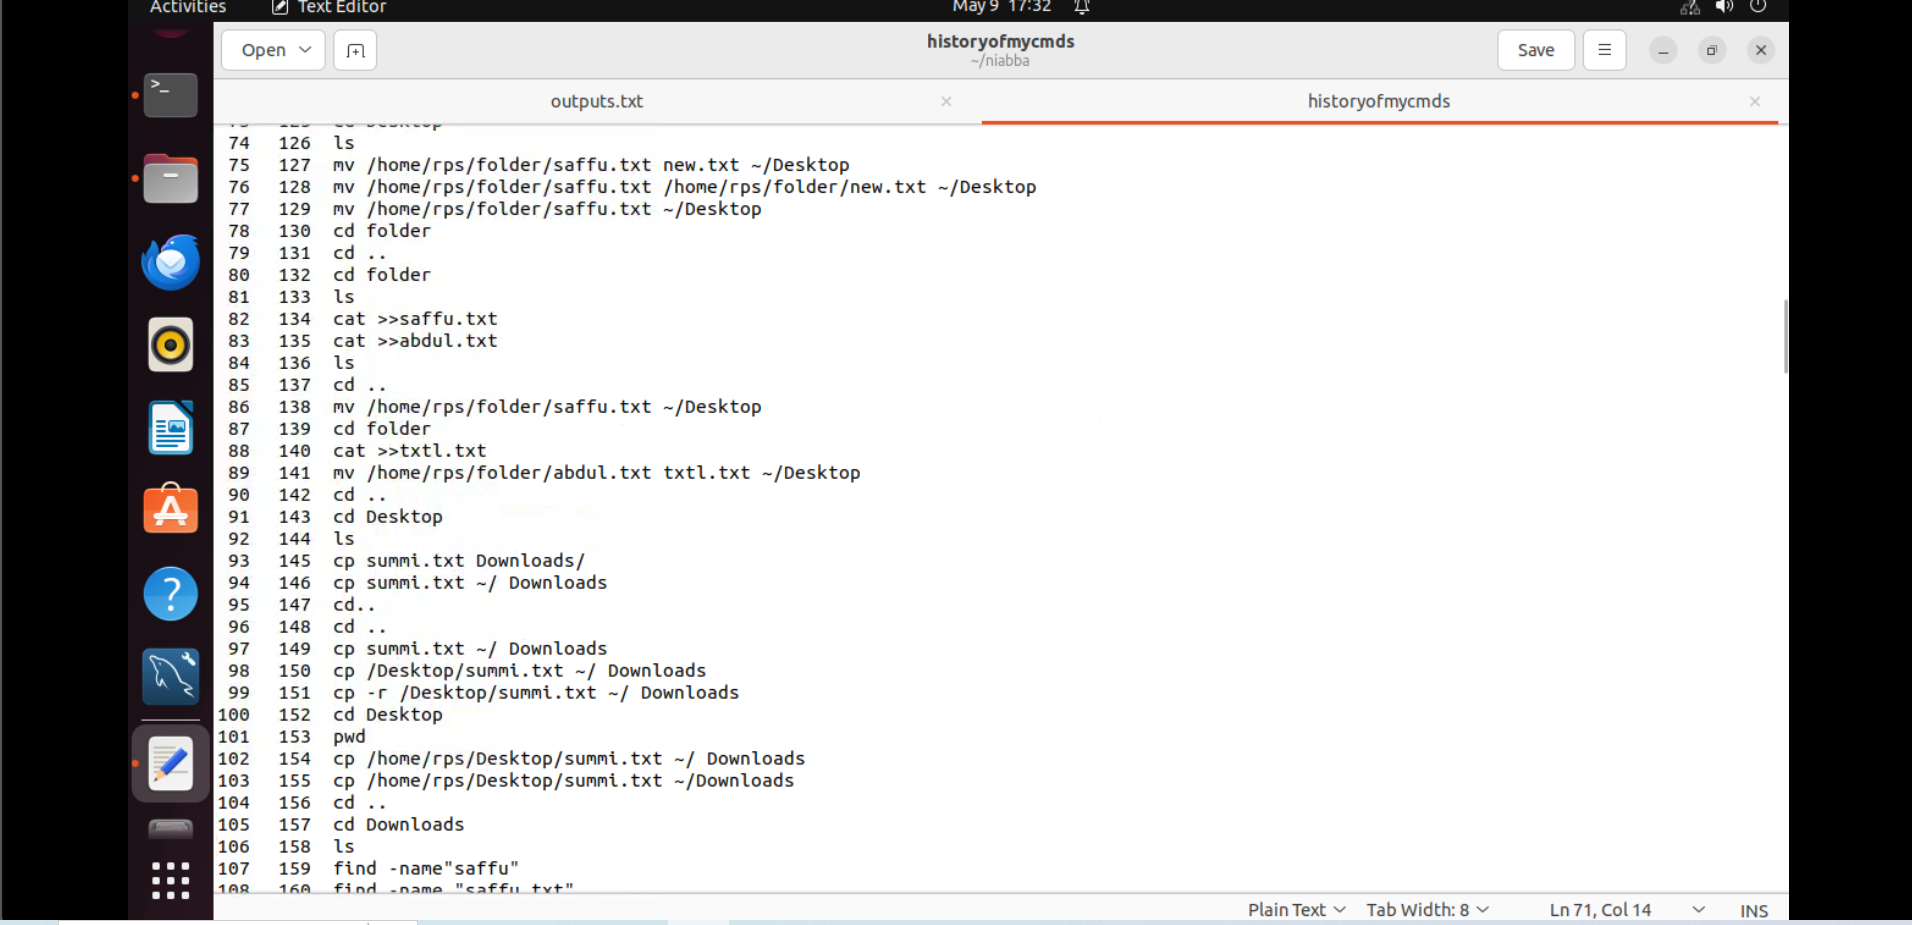 Activities Text Editor May 9 17:32
Open historyofmycmds Save
~/niabba
outputs.txt historyofmycmds
73 125 cd Desktop
74 126 ls
75 127 mv /home/rps/folder/saffu.txt new.txt ~/Desktop
76 128 mv /home/rps/folder/saffu.txt /home/rps/folder/new.txt ~/Desktop
77 129 mv /home/rps/folder/saffu.txt ~/Desktop
78 130 cd folder
79 131 cd ..
80 132 cd folder
81 133 ls
82 134 cat >>saffu.txt
83 135 cat >>abdul.txt
84 136 ls
85 137 cd ..
86 138 mv /home/rps/folder/saffu.txt ~/Desktop
87 139 cd folder
88 140 cat >>txtl.txt
89 141 mv /home/rps/folder/abdul.txt txtl.txt ~/Desktop
90 142 cd ..
91 143 cd Desktop
92 144 ls
93 145 cp summi.txt Downloads/
94 146 cp summi.txt ~/ Downloads
95 147 cd..
96 148 cd ..
97 149 cp summi.txt ~/ Downloads
98 150 cp /Desktop/summi.txt ~/ Downloads
99 151 cp -r /Desktop/summi.txt ~/ Downloads
100 152 cd Desktop
101 153 pwd
102 154 cp /home/rps/Desktop/summi.txt ~/ Downloads
103 155 cp /home/rps/Desktop/summi.txt ~/Downloads
104 156 cd ..
105 157 cd Downloads
106 158 ls
107 159 find -name"saffu"
108 160 find -name "saffu.txt"
Plain Text Tab Width: 8 Ln 71, Col 14 INS